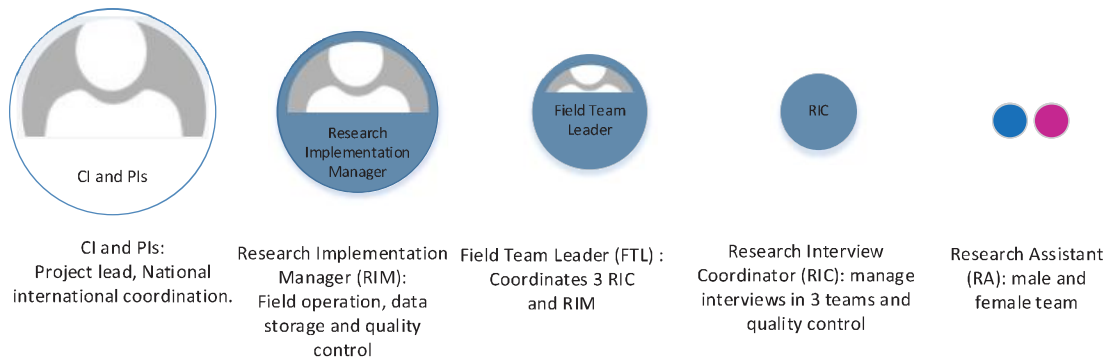 CI and PIs
Research
Implementation
Manager
Field Team
Leader
RIC
CI and PIs:
Project lead, National
international coordination.
Research Implementation
Manager (RIM):
Field operation, data
storage and quality
control
Field Team Leader (FTL) :
Coordinates 3 RIC
and RIM
Research Interview
Coordinator (RIC): manage
interviews in 3 teams and
quality control
Research Assistant
(RA): male and
female team